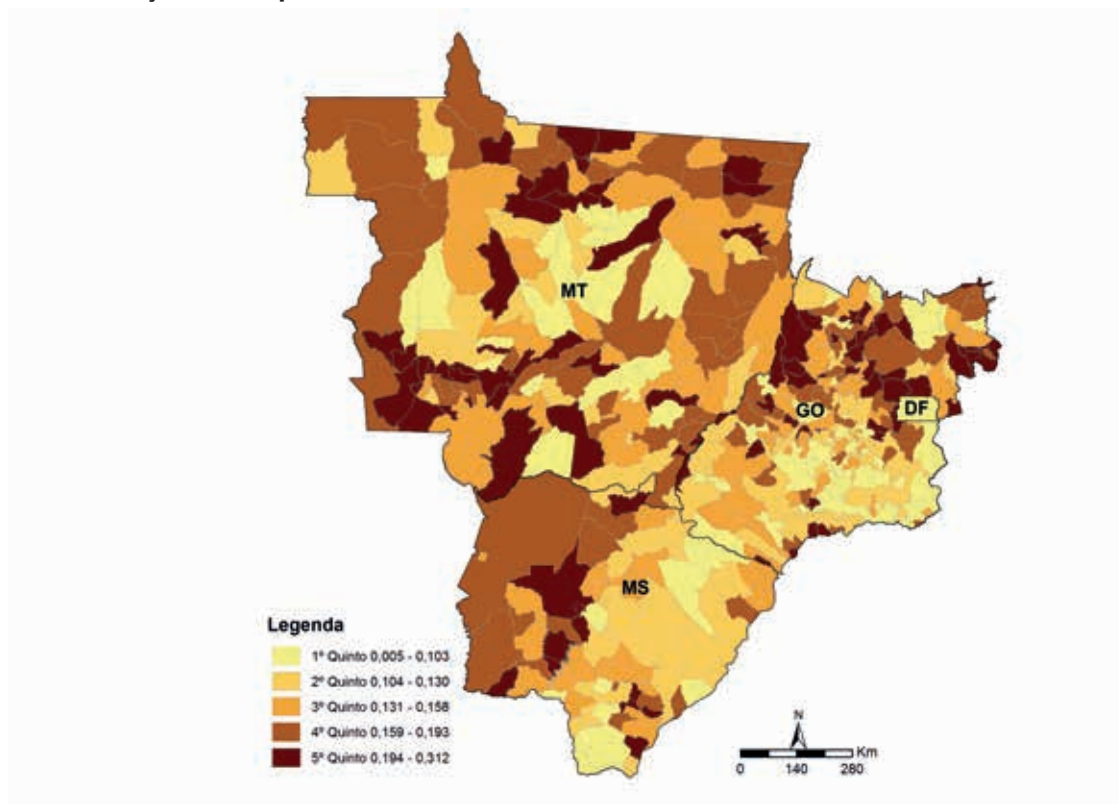 MT
GO
DF
MS
Legenda
1º Quinto 0,005 - 0,103
2º Quinto 0,104 - 0,130
3º Quinto 0,131 - 0,158
4º Quinto 0,159 - 0,193
5º Quinto 0,194 - 0,312
N
Km
0 140 280